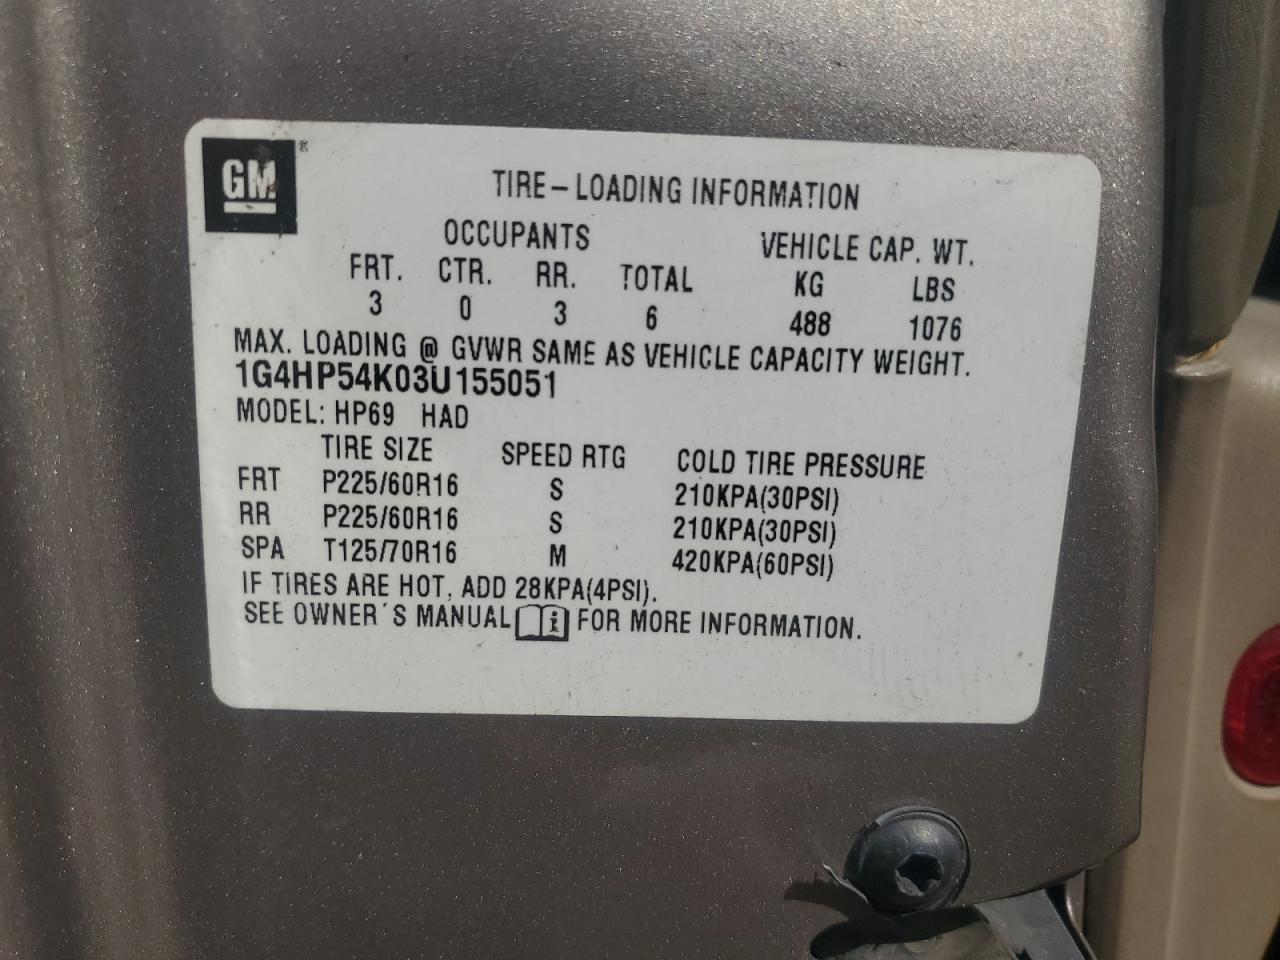 GM
TIRE-LOADING INFORMATION
OCCUPANTS VEHICLE CAP. WT.
FRT. CTR. RR. TOTAL KG LBS
3 0 3 6 488 1076
MAX. LOADING @ GVWR SAME AS VEHICLE CAPACITY WEIGHT.
1G4HP54K03U155051
MODEL: HP69 HAD
TIRE SIZE SPEED RTG COLD TIRE PRESSURE
FRT P225/60R16 S 210KPA(30PSI)
RR P225/60R16 S 210KPA(30PSI)
SPA T125/70R16 M 420KPA(60PSI)
IF TIRES ARE HOT, ADD 28KPA(4PSI).
SEE OWNER'S MANUAL i FOR MORE INFORMATION.